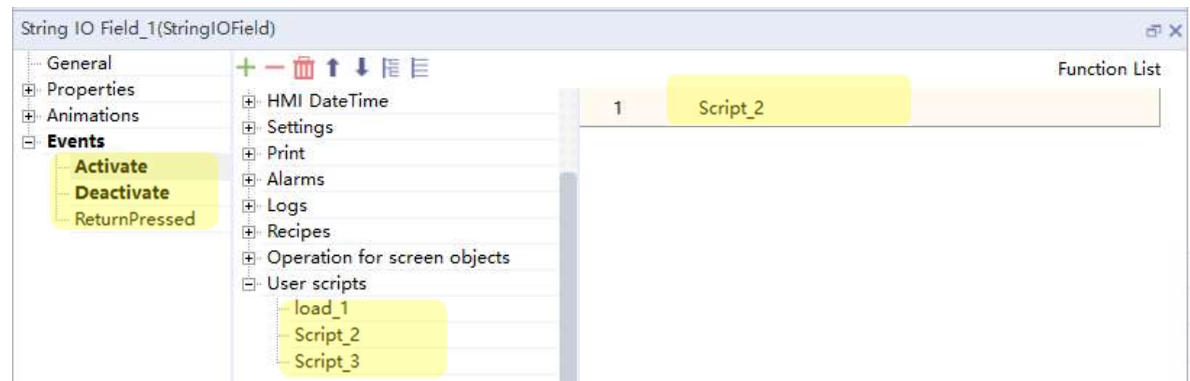 String IO Field_1(StringIOField)
General
Properties
Animations
Events
Activate
Deactivate
ReturnPressed
HMI DateTime
Settings
Print
Alarms
Logs
Recipes
Operation for screen objects
User scripts
load_1
Script_2
Script_3
Function List
1 Script_2